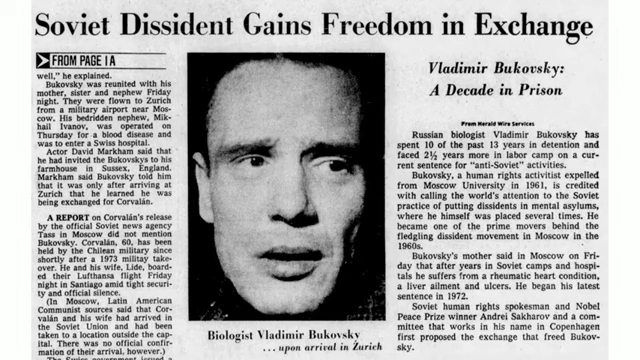 Soviet Dissident Gains Freedom in Exchange
FROM PAGE 1A
well," he explained.
Bukovsky was reunited with his
mother, sister and nephew Friday
night. They were flown to Zurich
from a military airport near Mos-
cow. His bedridden nephew, Mik-
hail Ivanov, was operated on
Thursday for a blood disease and
was to enter a Swiss hospital.
Actor David Markham said that
he had invited the Bukovskys to his
farmhouse in Sussex, England.
Markham said Bukovsky told him
that it was only after arriving at
Zurich that he learned he was
being exchanged for Corvalán.
A REPORT on Corvalán's release
by the official Soviet news agency
Tass in Moscow did not mention
Bukovsky. Corvalán, 60, has been
held by the Chilean military since
shortly after a 1973 military take-
over. He and his wife, Lide, board-
ed their Lufthansa flight Friday
night in Santiago amid tight securi-
ty and official silence.
(In Moscow, Latin American
Communist sources said that Cor-
valán and his wife had arrived in
the Soviet Union and had been
taken to a location outside the capi-
tal. There was no official confir-
mation of their arrival, however.)
The Swiss government issued a
Biologist Vladimir Bukovsky
... upon arrival in Zurich
Vladimir Bukovsky:
A Decade in Prison
From Herald Wire Services
Russian biologist Vladimir Bukovsky has
spent 10 of the past 13 years in detention and
faced 2½ years more in labor camp on a cur-
rent sentence for "anti-Soviet" activities.
Bukovsky, a human rights activitist expelled
from Moscow University in 1961, is credited
with calling the world's attention to the Soviet
practice of putting dissidents in mental asylums,
where he himself was placed several times. He
became one of the prime movers behind the
fledgling dissident movement in Moscow in the
1960s.
Bukovsky's mother said in Moscow on Fri-
day that after years in Soviet camps and hospi-
tals he suffers from a rheumatic heart condition,
a liver ailment and ulcers. He began his latest
sentence in 1972.
Soviet human rights spokesman and Nobel
Peace Prize winner Andrei Sakharov and a com-
mittee that works in his name in Copenhagen
first proposed the exchange that freed Bukov-
sky.